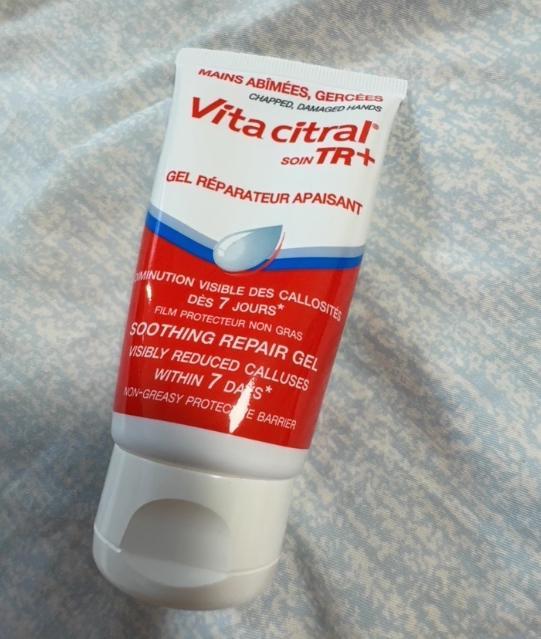 MAINS ABÎMÉES, GERCÉES
CHAPPED, DAMAGED HANDS
Vita citral®
SOIN TR+
GEL RÉPARATEUR APAISANT
DIMINUTION VISIBLE DES CALLOSITÉS
DÈS 7 JOURS*
FILM PROTECTEUR NON GRAS
SOOTHING REPAIR GEL
VISIBLY REDUCED CALLUSES
WITHIN 7 DAYS*
NON-GREASY PROTECTIVE BARRIER